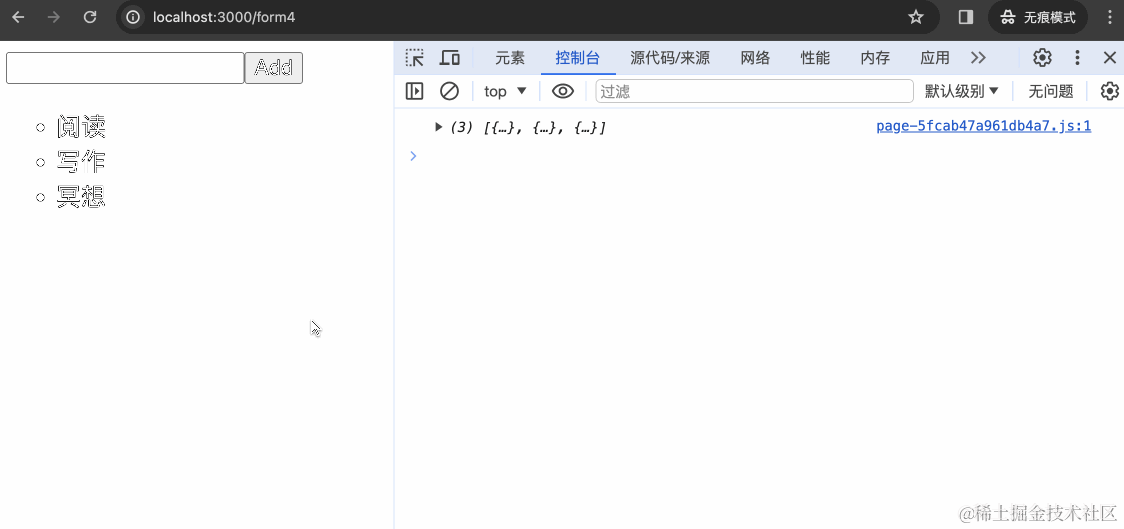 localhost:3000/form4
无痕模式
Add
阅读
写作
冥想
元素 控制台 源代码/来源 网络 性能 内存 应用
top 过滤 默认级别 无问题
(3) [{…}, {…}, {…}] page-5fcab47a961db4a7.js:1
@稀土掘金技术社区